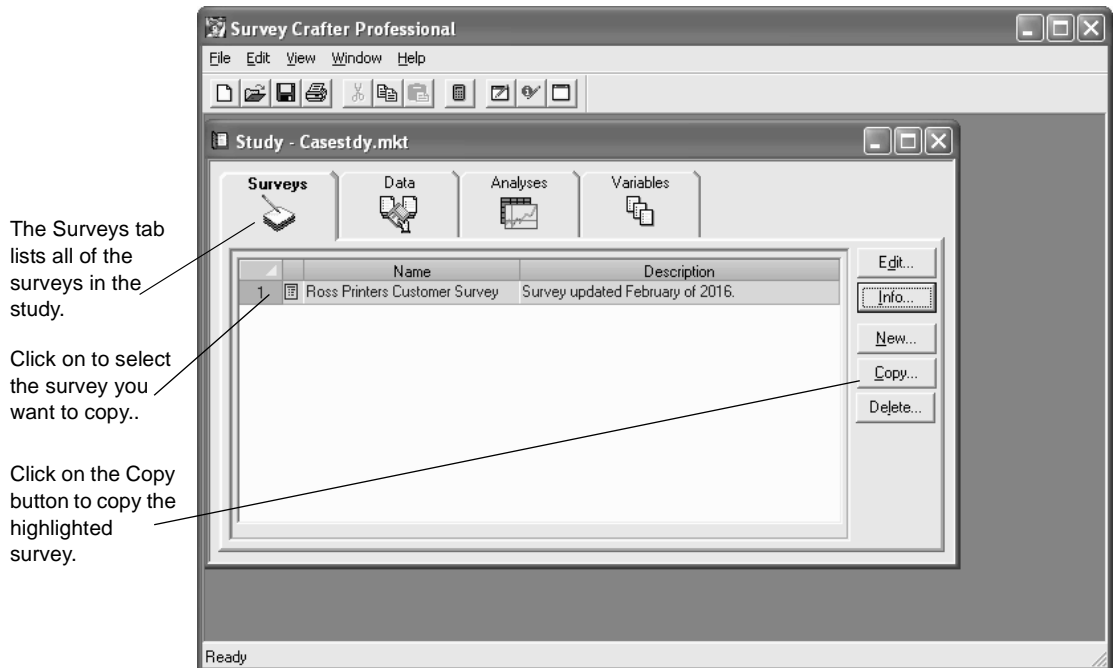 Survey Crafter Professional
File Edit View Window Help
Study - Casestdy.mkt
Surveys Data Analyses Variables
The Surveys tab
lists all of the
surveys in the
study.
Click on to select
the survey you
want to copy..
Click on the Copy
button to copy the
highlighted
survey.
Name Description
1 Ross Printers Customer Survey Survey updated February of 2016.
Edit...
Info...
New...
Copy...
Delete...
Ready